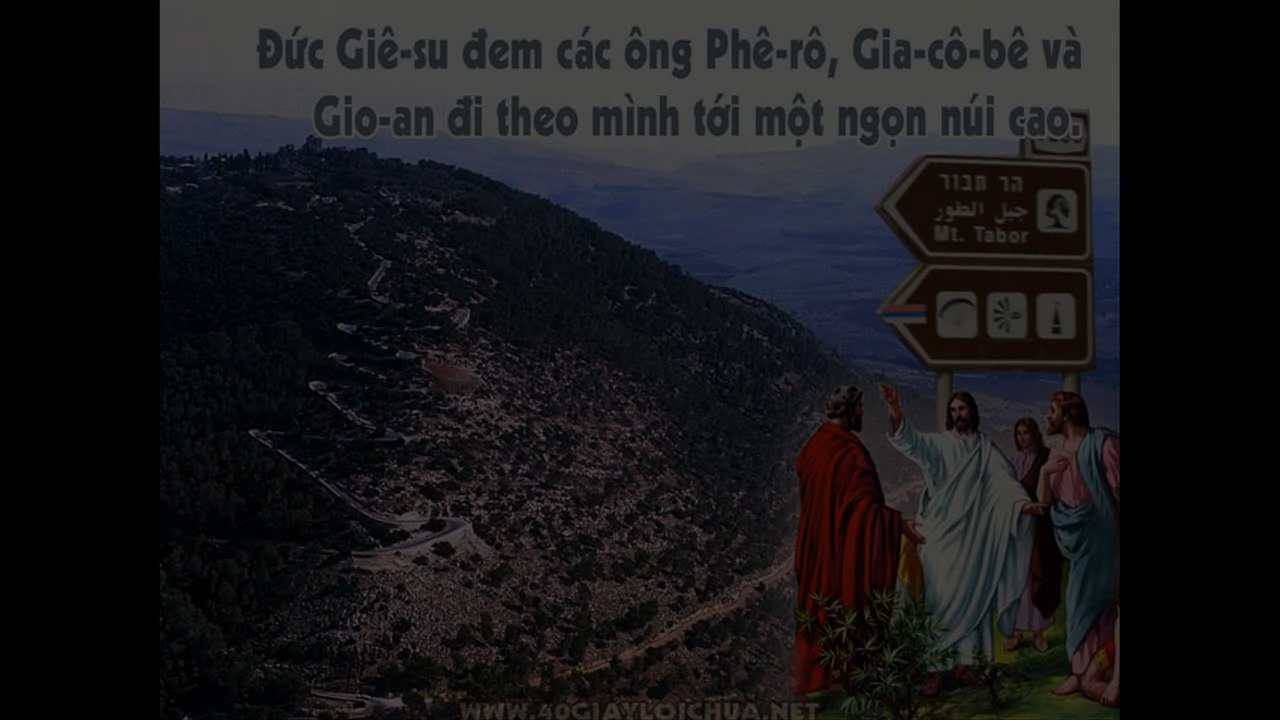 Đức Giê-su đem các ông Phê-rô, Gia-cô-bê và
Gio-an đi theo mình tới một ngọn núi cao.
הר תבור
جبل الطور
Mt. Tabor
WWW.40GIAYLOICHUA.NET